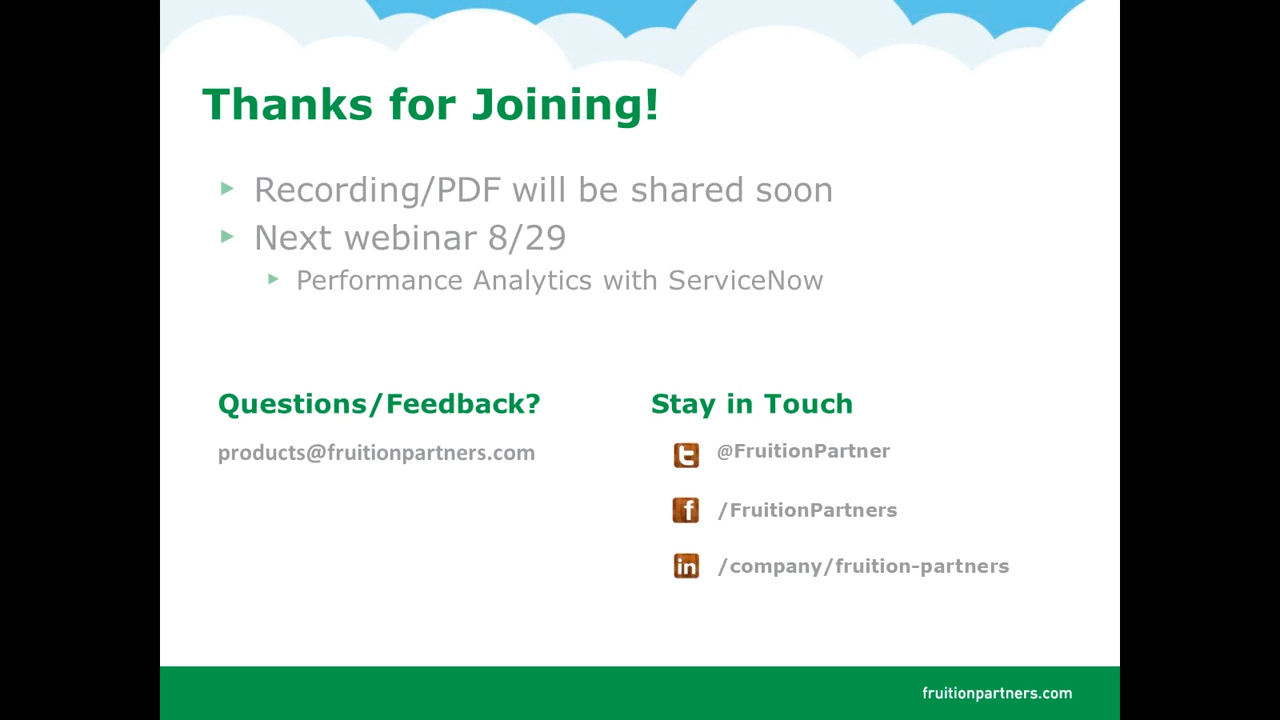 Thanks for Joining!
Recording/PDF will be shared soon
Next webinar 8/29
Performance Analytics with ServiceNow
Questions/Feedback?
products@fruitionpartners.com
Stay in Touch
@FruitionPartner
/FruitionPartners
/company/fruition-partners
fruitionpartners.com